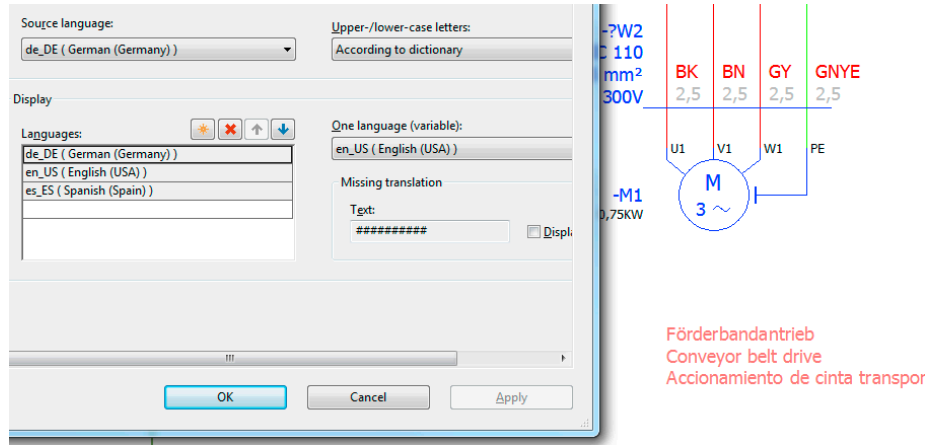 Source language:
de_DE ( German (Germany) )
Upper-/lower-case letters:
According to dictionary
Display
Languages:
de_DE ( German (Germany) )
en_US ( English (USA) )
es_ES ( Spanish (Spain) )
One language (variable):
en_US ( English (USA) )
Missing translation
Text:
##########
OK
Cancel
Apply
-?W2
110
mm²
300V
BK BN GY GNYE
2,5 2,5 2,5 2,5
U1 V1 W1 PE
M
3 ~
-M1
0,75KW
Förderbandantrieb
Conveyor belt drive
Accionamiento de cinta